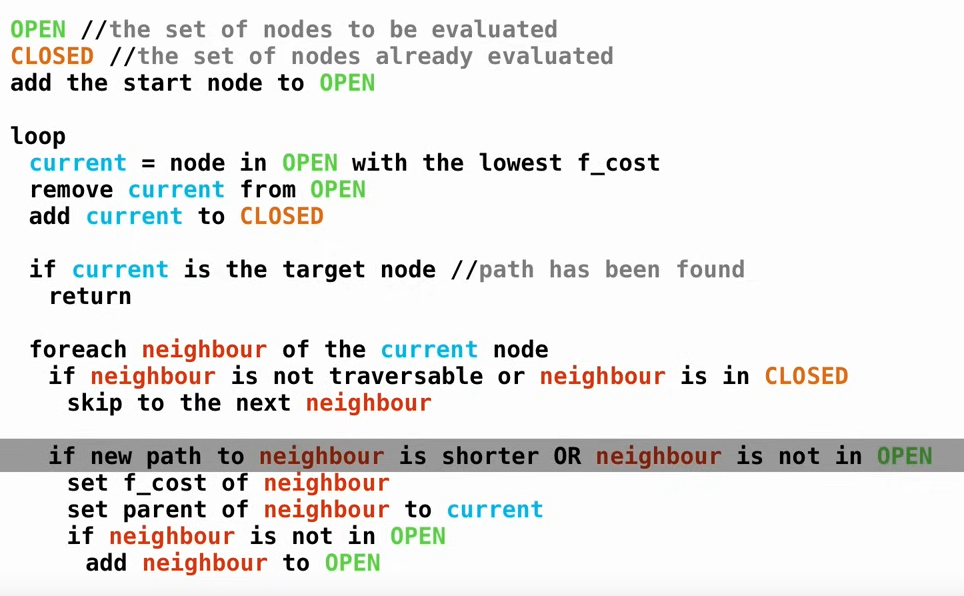 OPEN //the set of nodes to be evaluated
CLOSED //the set of nodes already evaluated
add the start node to OPEN
loop
current = node in OPEN with the lowest f_cost
remove current from OPEN
add current to CLOSED
if current is the target node //path has been found
return
foreach neighbour of the current node
if neighbour is not traversable or neighbour is in CLOSED
skip to the next neighbour
if new path to neighbour is shorter OR neighbour is not in OPEN
set f_cost of neighbour
set parent of neighbour to current
if neighbour is not in OPEN
add neighbour to OPEN